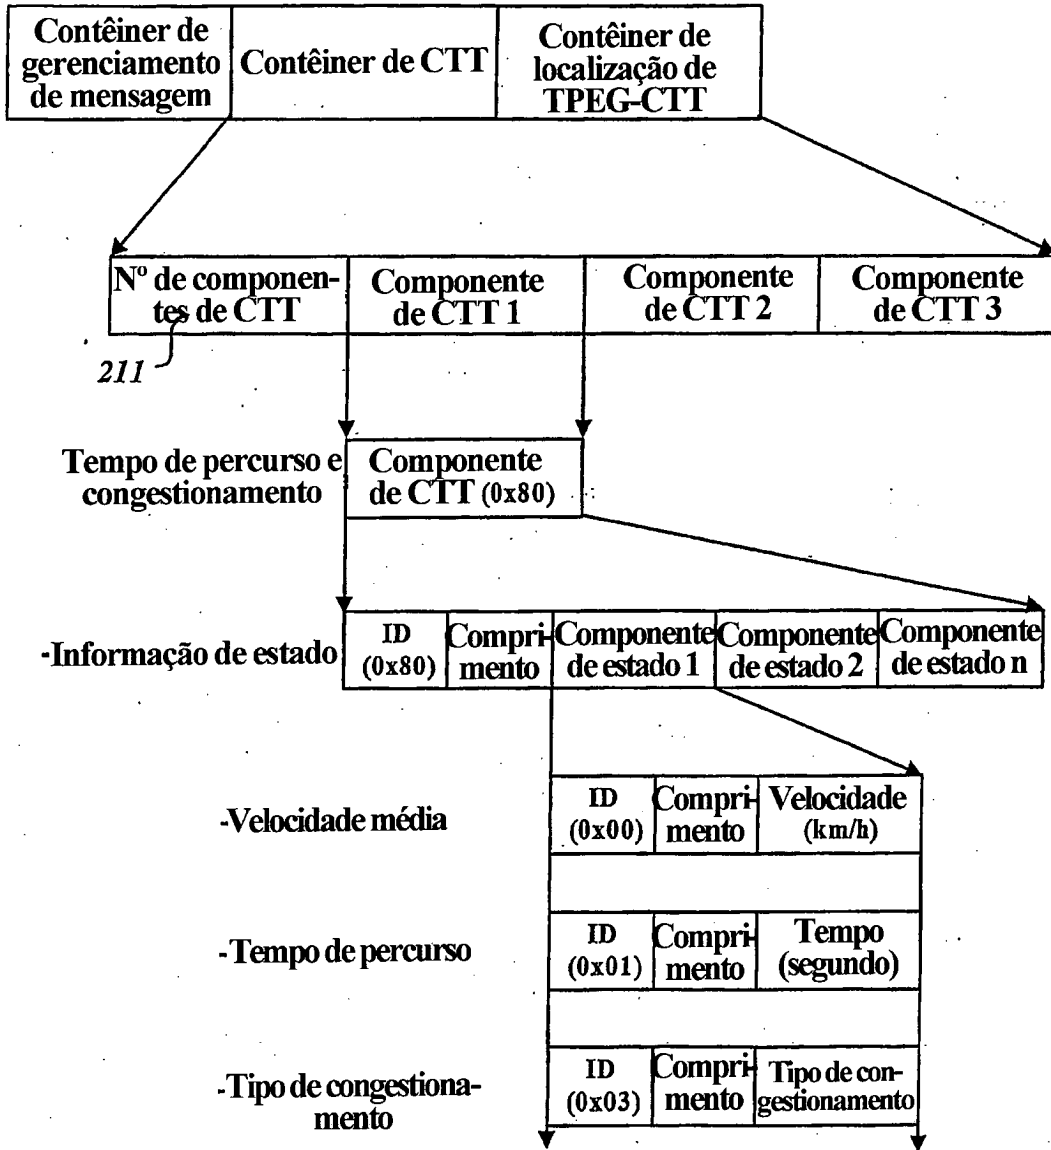 Contêiner de
gerenciamento
de mensagem
Contêiner de CTT
Contêiner de
localização de
TPEG-CTT
Nº de componen-
tes de CTT
Componente
de CTT 1
Componente
de CTT 2
Componente
de CTT 3
211
Tempo de percurso e
congestionamento
Componente
de CTT (0x80)
-Informação de estado
ID
(0x80)
Compri-
mento
Componente
de estado 1
Componente
de estado 2
Componente
de estado n
-Velocidade média
ID
(0x00)
Compri-
mento
Velocidade
(km/h)
-Tempo de percurso
ID
(0x01)
Compri-
mento
Tempo
(segundo)
-Tipo de congestiona-
mento
ID
(0x03)
Compri-
mento
Tipo de con-
gestionamento